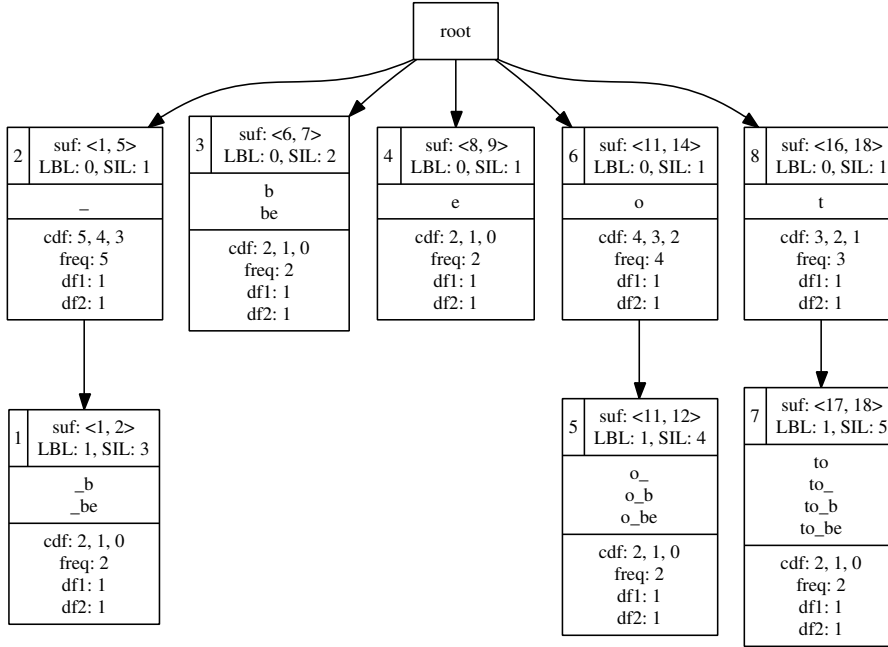 root
2
suf: <1, 5>
LBL: 0, SIL: 1
_
cdf: 5, 4, 3
freq: 5
df1: 1
df2: 1
3
suf: <6, 7>
LBL: 0, SIL: 2
b
be
cdf: 2, 1, 0
freq: 2
df1: 1
df2: 1
4
suf: <8, 9>
LBL: 0, SIL: 1
e
cdf: 2, 1, 0
freq: 2
df1: 1
df2: 1
6
suf: <11, 14>
LBL: 0, SIL: 1
o
cdf: 4, 3, 2
freq: 4
df1: 1
df2: 1
8
suf: <16, 18>
LBL: 0, SIL: 1
t
cdf: 3, 2, 1
freq: 3
df1: 1
df2: 1
1
suf: <1, 2>
LBL: 1, SIL: 3
_b
_be
cdf: 2, 1, 0
freq: 2
df1: 1
df2: 1
5
suf: <11, 12>
LBL: 1, SIL: 4
o_
o_b
o_be
cdf: 2, 1, 0
freq: 2
df1: 1
df2: 1
7
suf: <17, 18>
LBL: 1, SIL: 5
to
to_
to_b
to_be
cdf: 2, 1, 0
freq: 2
df1: 1
df2: 1